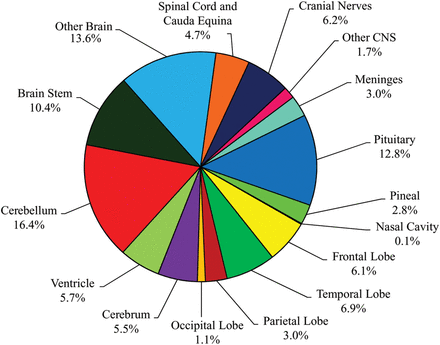 Spinal Cord and
Cauda Equina
4.7%
Cranial Nerves
6.2%
Other CNS
1.7%
Meninges
3.0%
Pituitary
12.8%
Pineal
2.8%
Nasal Cavity
0.1%
Frontal Lobe
6.1%
Temporal Lobe
6.9%
Parietal Lobe
3.0%
Occipital Lobe
1.1%
Cerebrum
5.5%
Ventricle
5.7%
Cerebellum
16.4%
Brain Stem
10.4%
Other Brain
13.6%